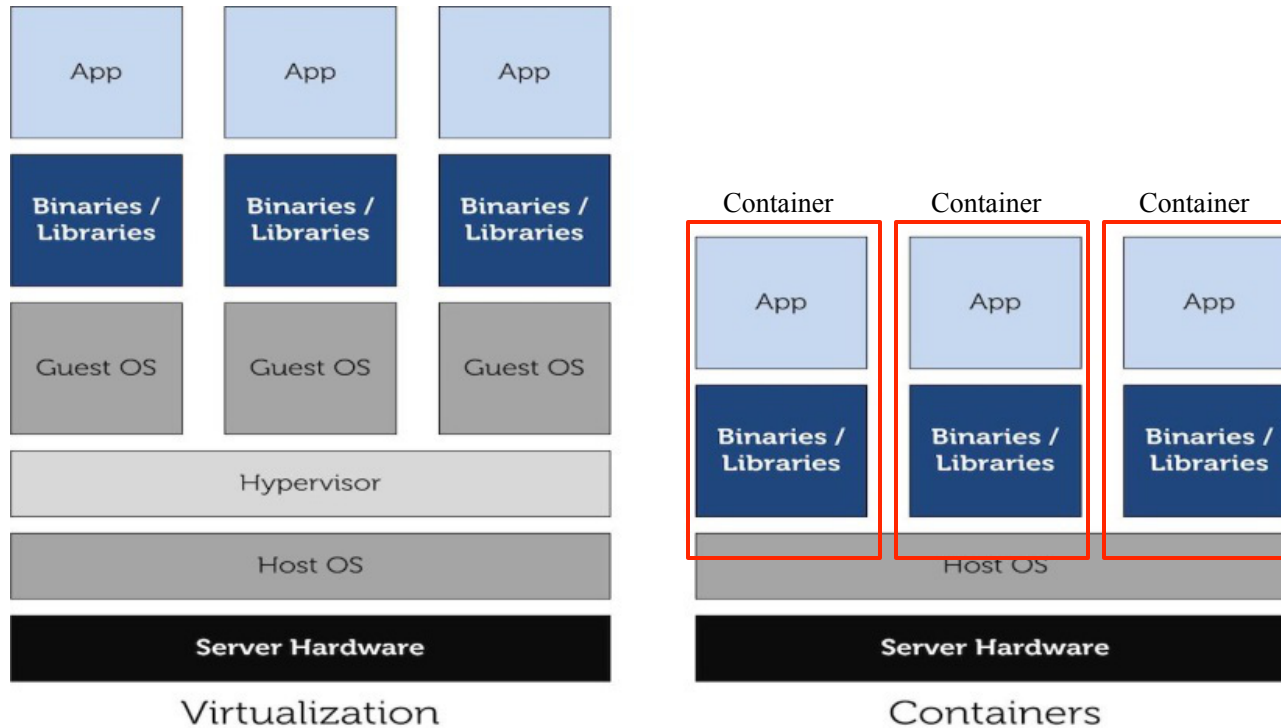 App
App
App
Binaries /
Libraries
Binaries /
Libraries
Binaries /
Libraries
Guest OS
Guest OS
Guest OS
Hypervisor
Host OS
Server Hardware
Virtualization
Container
Container
Container
App
App
App
Binaries /
Libraries
Binaries /
Libraries
Binaries /
Libraries
Host OS
Server Hardware
Containers